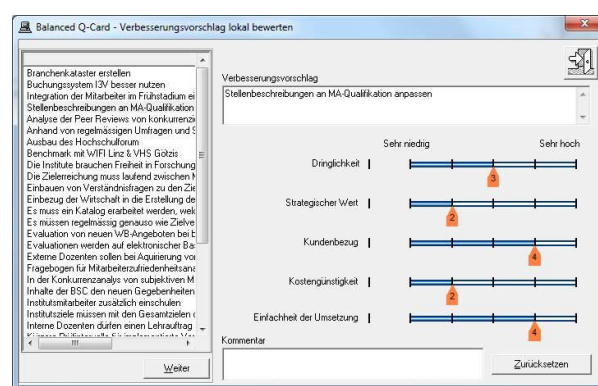 Balanced Q-Card - Verbesserungsvorschlag lokal bewerten
Branchenkataster erstellen
Buchungssystem I3V besser nutzen
Integration der Mitarbeiter im Frühstadium ei
Stellenbeschreibungen an MA-Qualifikation
Analyse der Peer Reviews von konkurrenzie
Anhand von regelmässigen Umfragen und S
Ausbau des Hochschulforum
Benchmark mit WIFI Linz & VHS Götzis
Die Institute brauchen Freiheit in Forschung
Die Zielerreichung muss laufend zwischen M
Einbauen von Verständnisfragen zu den Zie
Einbezug der Wirtschaft in die Erstellung de
Es muss ein Katalog erarbeitet werden, welc
Es müssen regelmässig genauso wie Zielve
Evaluation von neuen WB-Angeboten bei b
Evaluationen werden auf elektronischer Bas
Externe Dozenten sollen bei Aquirierung von
Fragebogen für Mitarbeiterzufriedenheitsana
In der Konkurrenzanalys von subjektiven M
Inhalte der BSC den neuen Gegebenheiten
Institutsmitarbeiter zusätzlich einschulen
Institutsziele müssen mit den Gesamtzielen
Interne Dozenten dürfen einen Lehrauftrag
Weiter
Verbesserungsvorschlag
Stellenbeschreibungen an MA-Qualifikation anpassen
Sehr niedrig Sehr hoch
Dringlichkeit 3
Strategischer Wert 2
Kundenbezug 4
Kostengünstigkeit 2
Einfachheit der Umsetzung 4
Kommentar
Zurücksetzen